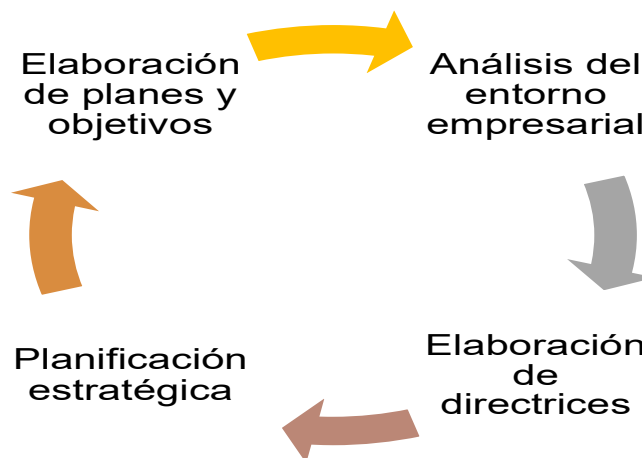 Elaboración
de planes y
objetivos
Análisis del
entorno
empresarial
Elaboración
de
directrices
Planificación
estratégica